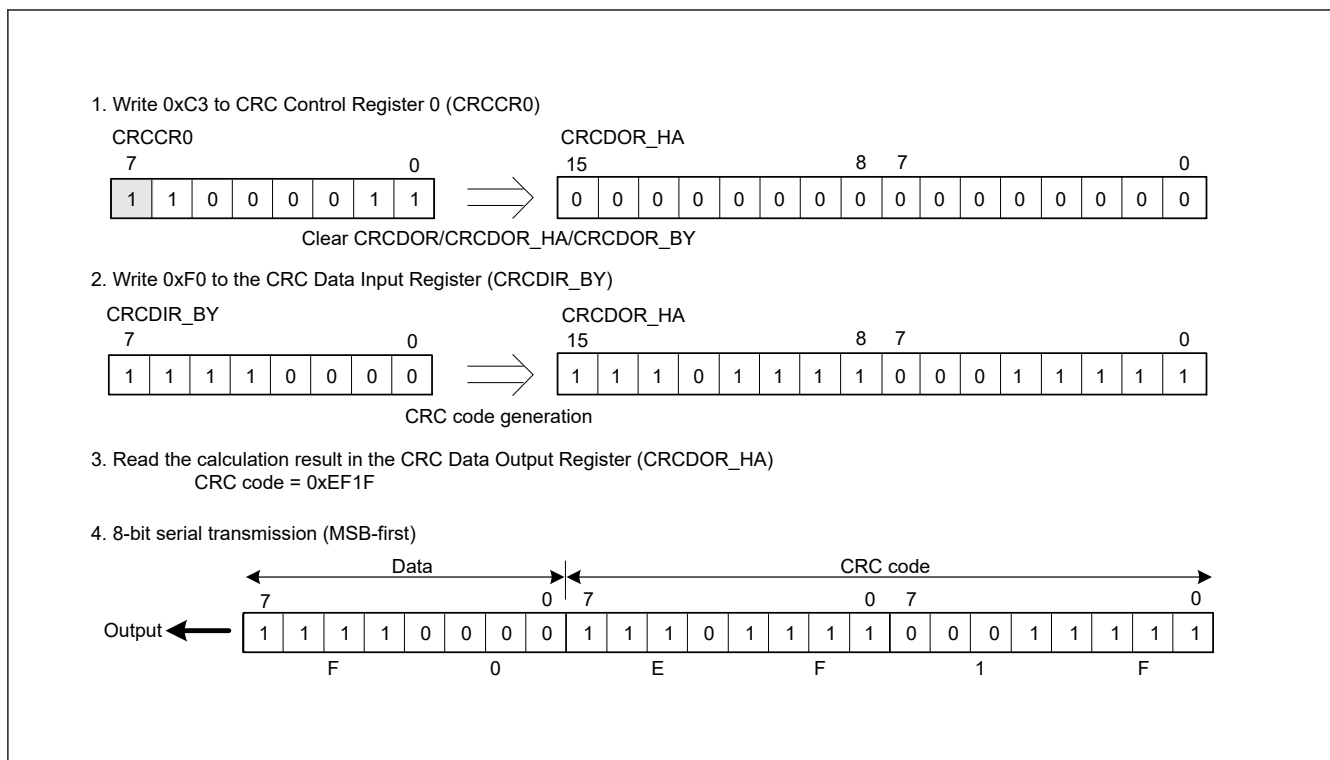 1. Write 0xC3 to CRC Control Register 0 (CRCCR0)
CRCCR0 CRCDOR_HA
7 0 15 8 7 0
1 1 0 0 0 0 1 1 0 0 0 0 0 0 0 0 0 0 0 0 0 0 0 0
Clear CRCDOR/CRCDOR_HA/CRCDOR_BY
2. Write 0xF0 to the CRC Data Input Register (CRCDIR_BY)
CRCDIR_BY CRCDOR_HA
7 0 15 8 7 0
1 1 1 1 0 0 0 0 1 1 1 0 1 1 1 1 0 0 0 1 1 1 1 1
CRC code generation
3. Read the calculation result in the CRC Data Output Register (CRCDOR_HA)
CRC code = 0xEF1F
4. 8-bit serial transmission (MSB-first)
Data CRC code
7 0 7 0 7 0
Output 1 1 1 1 0 0 0 0 1 1 1 0 1 1 1 1 0 0 0 1 1 1 1 1
F 0 E F 1 F